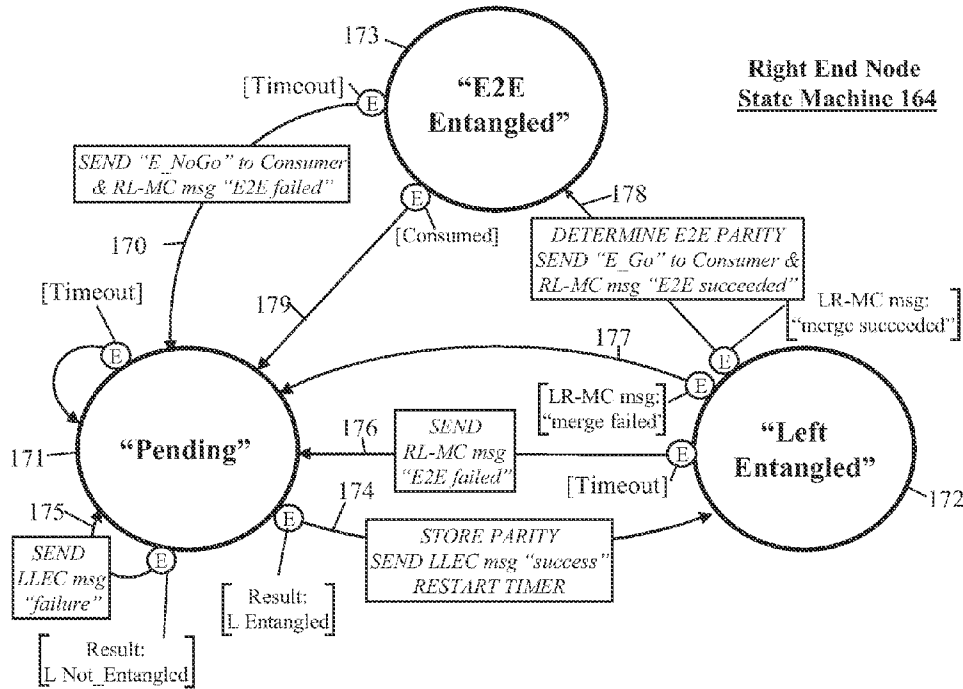 173
[Timeout]
E
"E2E
Entangled"
Right End Node
State Machine 164
SEND "E_NoGo" to Consumer
& RL-MC msg "E2E failed"
E
[Consumed]
178
170
DETERMINE E2E PARITY
SEND "E_Go" to Consumer &
RL-MC msg "E2E succeeded"
[Timeout]
179
LR-MC msg:
"merge succeeded"
E
177
E
E
LR-MC msg:
"merge failed"
"Pending"
171
176
SEND
RL-MC msg
"E2E failed"
E
[Timeout]
"Left
Entangled"
172
175
174
E
SEND
LLEC msg
"failure"
E
STORE PARITY
SEND LLEC msg "success"
RESTART TIMER
Result:
L Entangled
Result:
L Not_Entangled